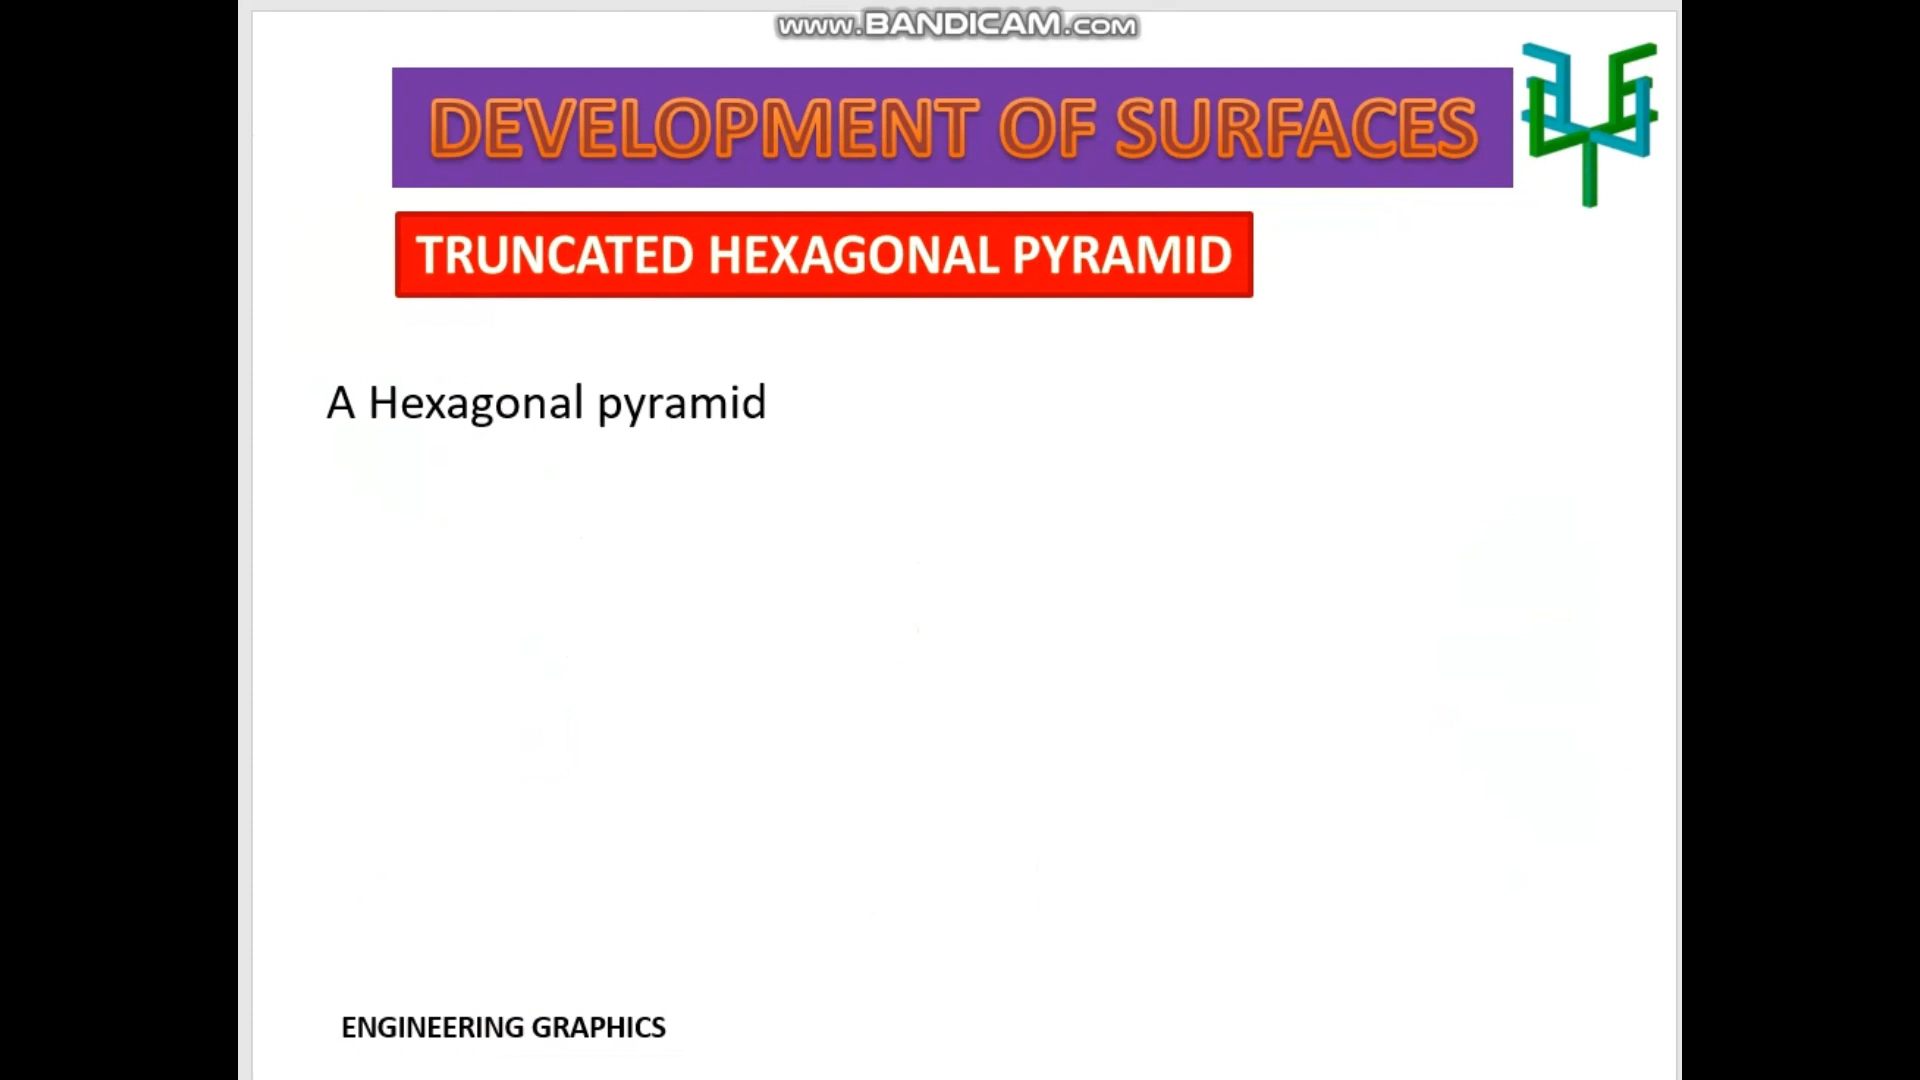 www.BANDICAM.com
DEVELOPMENT OF SURFACES
TRUNCATED HEXAGONAL PYRAMID
A Hexagonal pyramid
ENGINEERING GRAPHICS